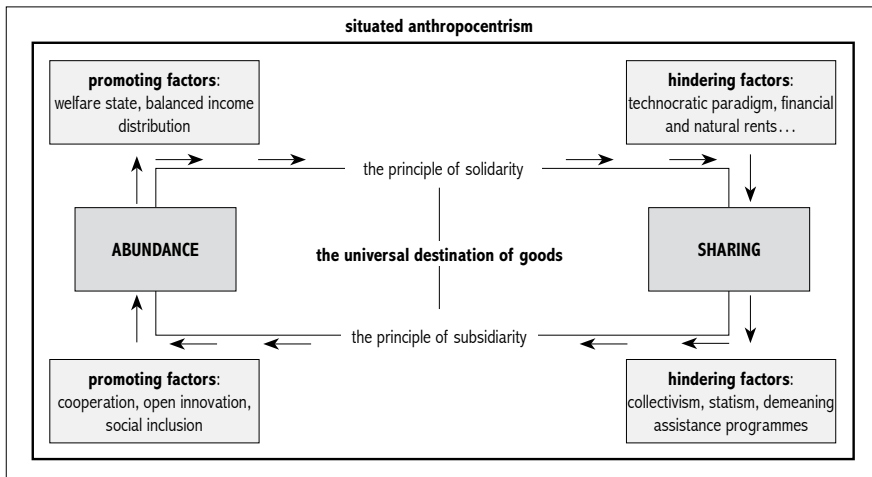 situated anthropocentrism
promoting factors:
welfare state, balanced income
distribution
hindering factors:
technocratic paradigm, financial
and natural rents…
the principle of solidarity
ABUNDANCE
the universal destination of goods
SHARING
the principle of subsidiarity
promoting factors:
cooperation, open innovation,
social inclusion
hindering factors:
collectivism, statism, demeaning
assistance programmes